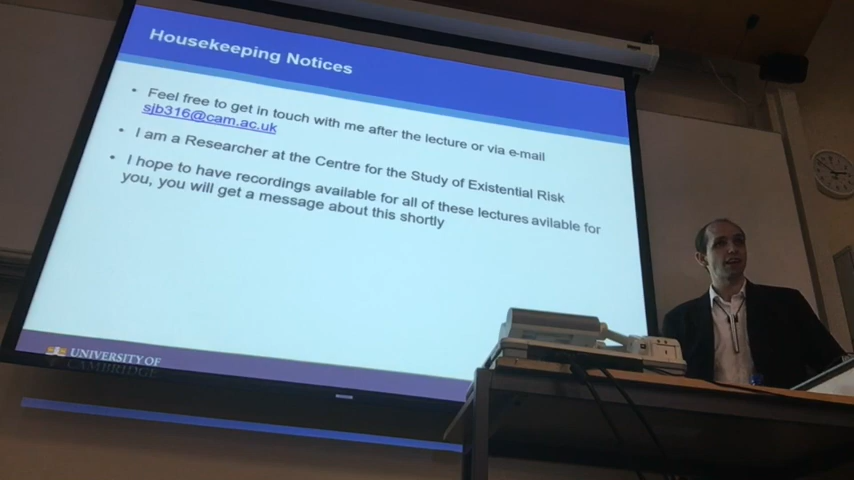 Housekeeping Notices
• Feel free to get in touch with me after the lecture or via e-mail
sjb316@cam.ac.uk
• I am a Researcher at the Centre for the Study of Existential Risk
• I hope to have recordings available for all of these lectures avilable for
you, you will get a message about this shortly
UNIVERSITY OF
CAMBRIDGE